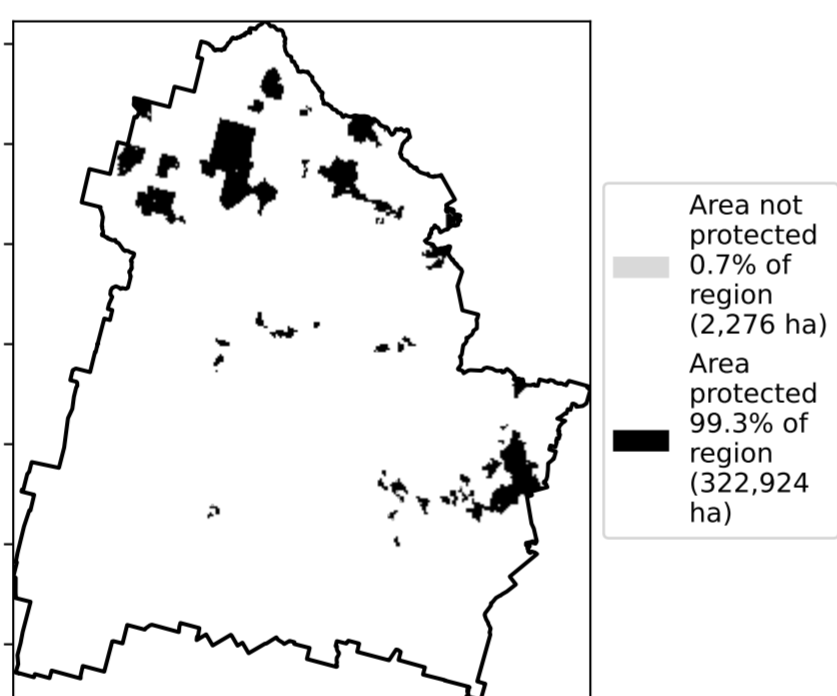 Area not
protected
0.7% of
region
(2,276 ha)
Area
protected
99.3% of
region
(322,924
ha)